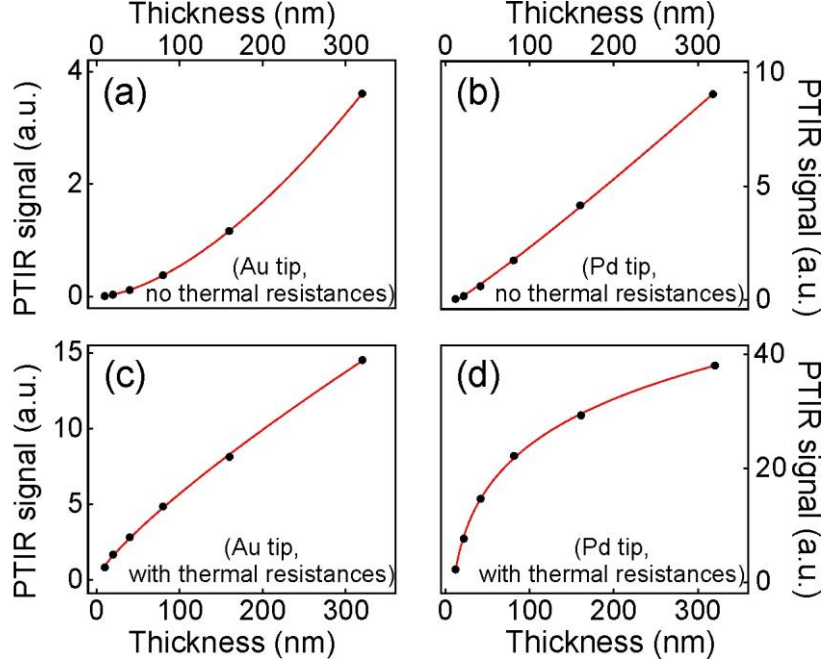 Thickness (nm)
0 100 200 300
Thickness (nm)
0 100 200 300
PTIR signal (a.u.)
4
2
0
(a)
(Au tip,
no thermal resistances)
(b)
(Pd tip,
no thermal resistances)
10
5
0
PTIR signal (a.u.)
PTIR signal (a.u.)
15
10
5
0
(c)
(Au tip,
with thermal resistances)
(d)
(Pd tip,
with thermal resistances)
40
20
0
PTIR signal (a.u.)
0 100 200 300
Thickness (nm)
0 100 200 300
Thickness (nm)